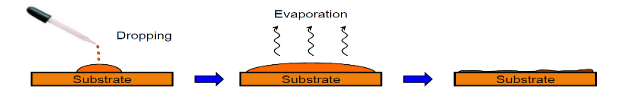 Evaporation
Dropping
Substrate
Substrate
Substrate